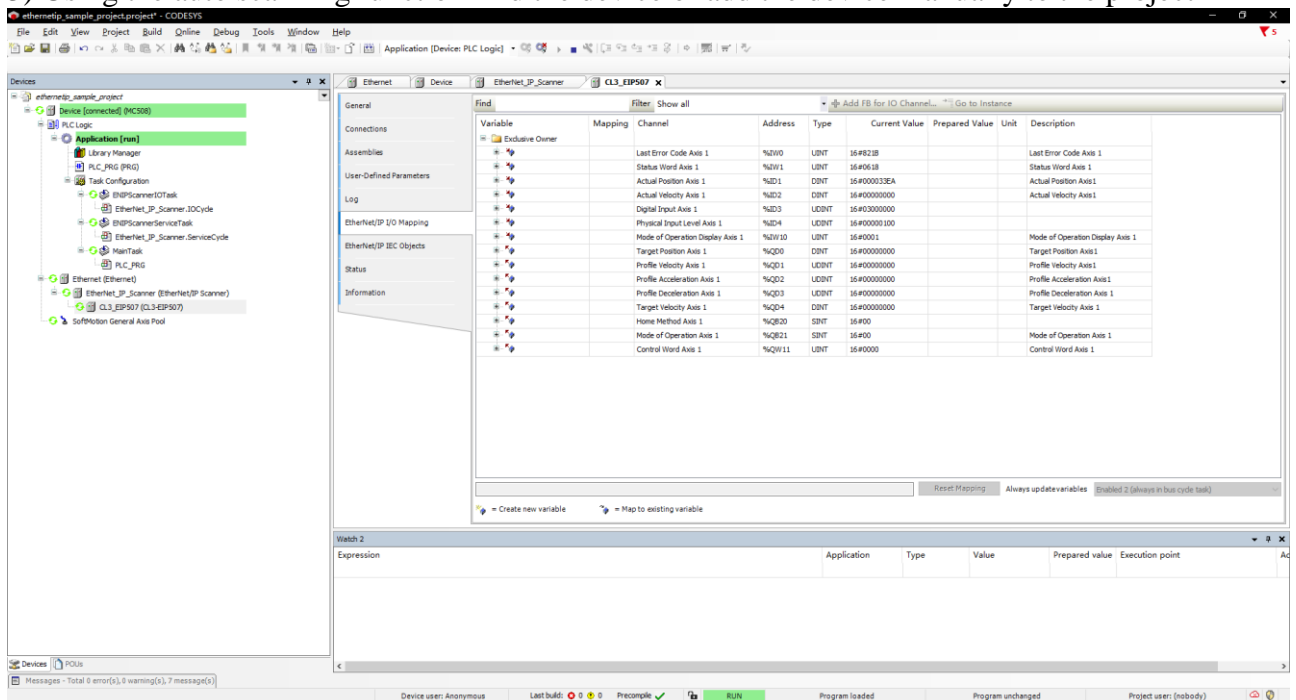 ethernetip_sample_project.project* - CODESYS
File Edit View Project Build Online Debug Tools Window Help
5
Application [Device: PLC Logic]
Devices
ethernetip_sample_project
Device [connected] (MC508)
PLC Logic
Application [run]
Library Manager
PLC_PRG (PRG)
Task Configuration
ENIPScannerIOTask
EtherNet_IP_Scanner.IOCycle
ENIPScannerServiceTask
EtherNet_IP_Scanner.ServiceCycle
MainTask
PLC_PRG
Ethernet (Ethernet)
EtherNet_IP_Scanner (EtherNet/IP Scanner)
CL3_EIP507 (CL3-EIP507)
SoftMotion General Axis Pool
Devices POUs
Ethernet Device EtherNet_IP_Scanner CL3_EIP507
General
Connections
Assemblies
User-Defined Parameters
Log
EtherNet/IP I/O Mapping
EtherNet/IP IEC Objects
Status
Information
Find Filter Show all Add FB for IO Channel... Go to Instance
Variable Mapping Channel Address Type Current Value Prepared Value Unit Description
Exclusive Owner
Last Error Code Axis 1 %IW0 UINT 16#821B Last Error Code Axis 1
Status Word Axis 1 %IW1 UINT 16#0618 Status Word Axis 1
Actual Position Axis 1 %ID1 DINT 16#000033EA Actual Position Axis1
Actual Velocity Axis 1 %ID2 DINT 16#00000000 Actual Velocity Axis1
Digital Input Axis 1 %ID3 UDINT 16#03000000
Physical Input Level Axis 1 %ID4 UDINT 16#00000100
Mode of Operation Display Axis 1 %IW10 UINT 16#0001 Mode of Operation Display Axis 1
Target Position Axis 1 %QD0 DINT 16#00000000 Target Position Axis1
Profile Velocity Axis 1 %QD1 UDINT 16#00000000 Profile Velocity Axis1
Profile Acceleration Axis 1 %QD2 UDINT 16#00000000 Profile Acceleration Axis1
Profile Deceleration Axis 1 %QD3 UDINT 16#00000000 Profile Deceleration Axis 1
Target Velocity Axis 1 %QD4 DINT 16#00000000 Target Velocity Axis 1
Home Method Axis 1 %QB20 SINT 16#00
Mode of Operation Axis 1 %QB21 SINT 16#00 Mode of Operation Axis 1
Control Word Axis 1 %QW11 UINT 16#0000 Control Word Axis 1
Reset Mapping Always updatevariables Enabled 2 (always in bus cycle task)
= Create new variable = Map to existing variable
Watch 2
Expression Application Type Value Prepared value Execution point
Messages - Total 0 error(s), 0 warning(s), 7 message(s)
Device user: Anonymous Last build: 0 0 Precompile RUN Program loaded Program unchanged Project user: (nobody)